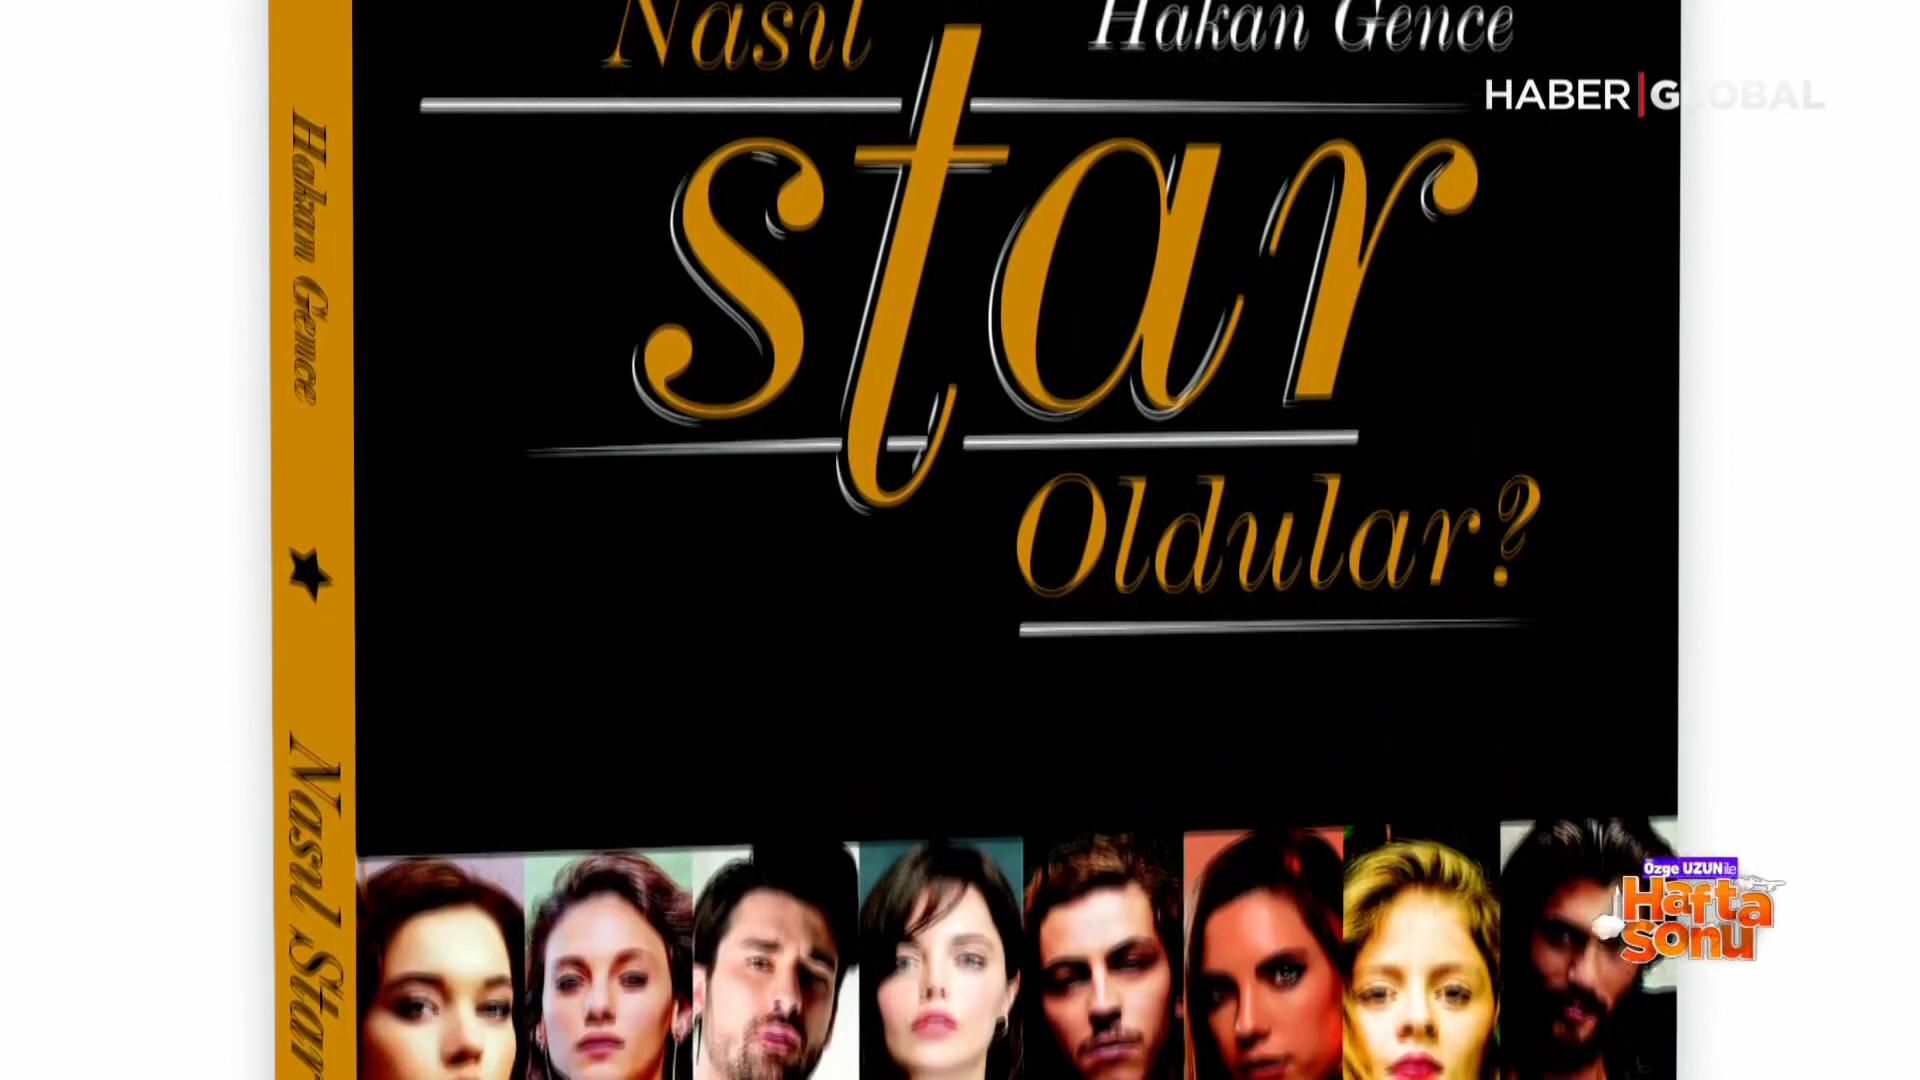 Nasıl
Hakan Gence
star
Oldular?
HABER|GLOBAL
Hakan Gence
Nasıl Star
Özge UZUN ile
Hafta
sonu